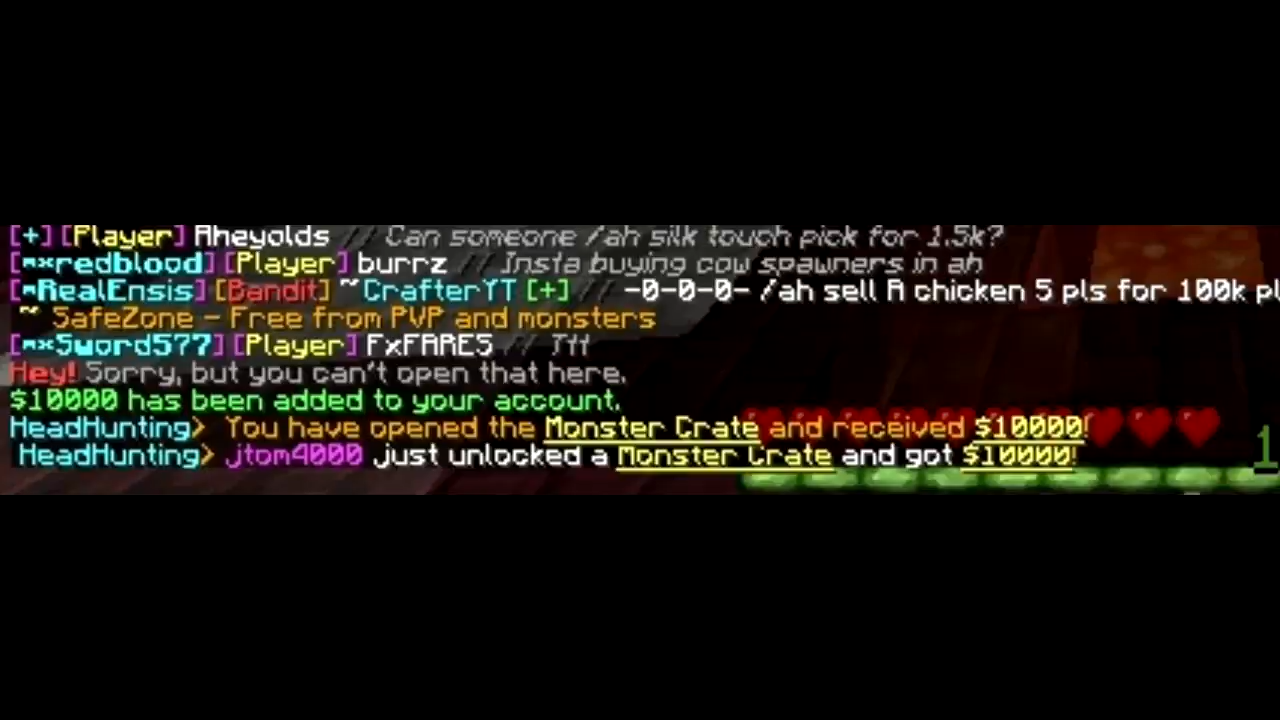 [+] [Player] Aheyolds // Can someone /ah silk touch pick for 1.5k?
[▪×redblood] [Player] burrz // Insta buying cow spawners in ah
[▪RealEnsis] [Bandit] ~CrafterYT [+] // -0-0-0- /ah sell A chicken 5 pls for 100k pl
~ SafeZone - Free from PVP and monsters
[▪×Sword577] [Player] FxFARES //
Hey! Sorry, but you can't open that here.
$10000 has been added to your account.
HeadHunting> You have opened the Monster Crate and received $10000!
HeadHunting> jtom4000 just unlocked a Monster Crate and got $10000!
1